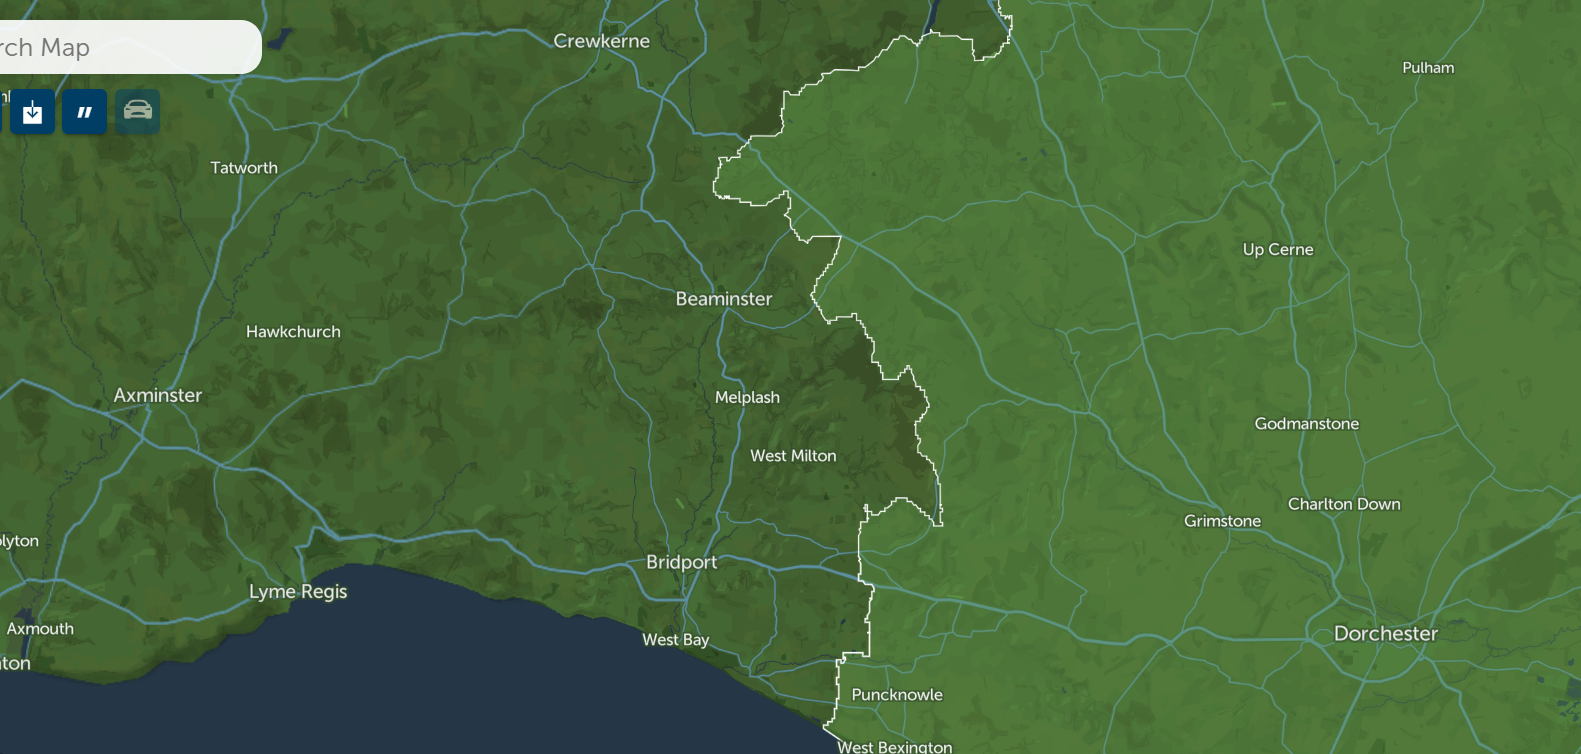 Crewkerne
rch Map
Pulham
Tatworth
Up Cerne
Beaminster
Hawkchurch
Axminster
Melplash
Godmanstone
West Milton
Charlton Down
Grimstone
lyton
Bridport
Lyme Regis
Axmouth
Dorchester
West Bay
ton
Puncknowle
West Bexington